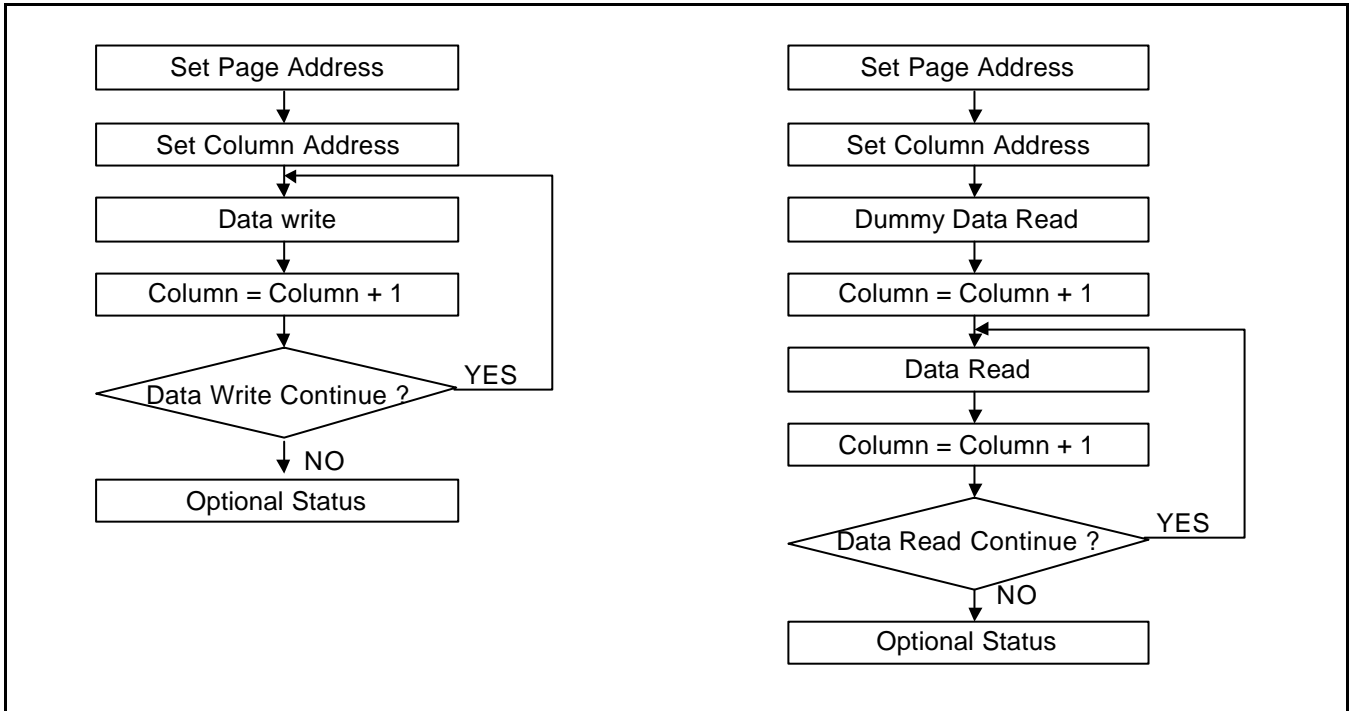 Set Page Address
Set Column Address
Data write
Column = Column + 1
Data Write Continue ?
YES
NO
Optional Status
Set Page Address
Set Column Address
Dummy Data Read
Column = Column + 1
Data Read
Column = Column + 1
Data Read Continue ?
YES
NO
Optional Status